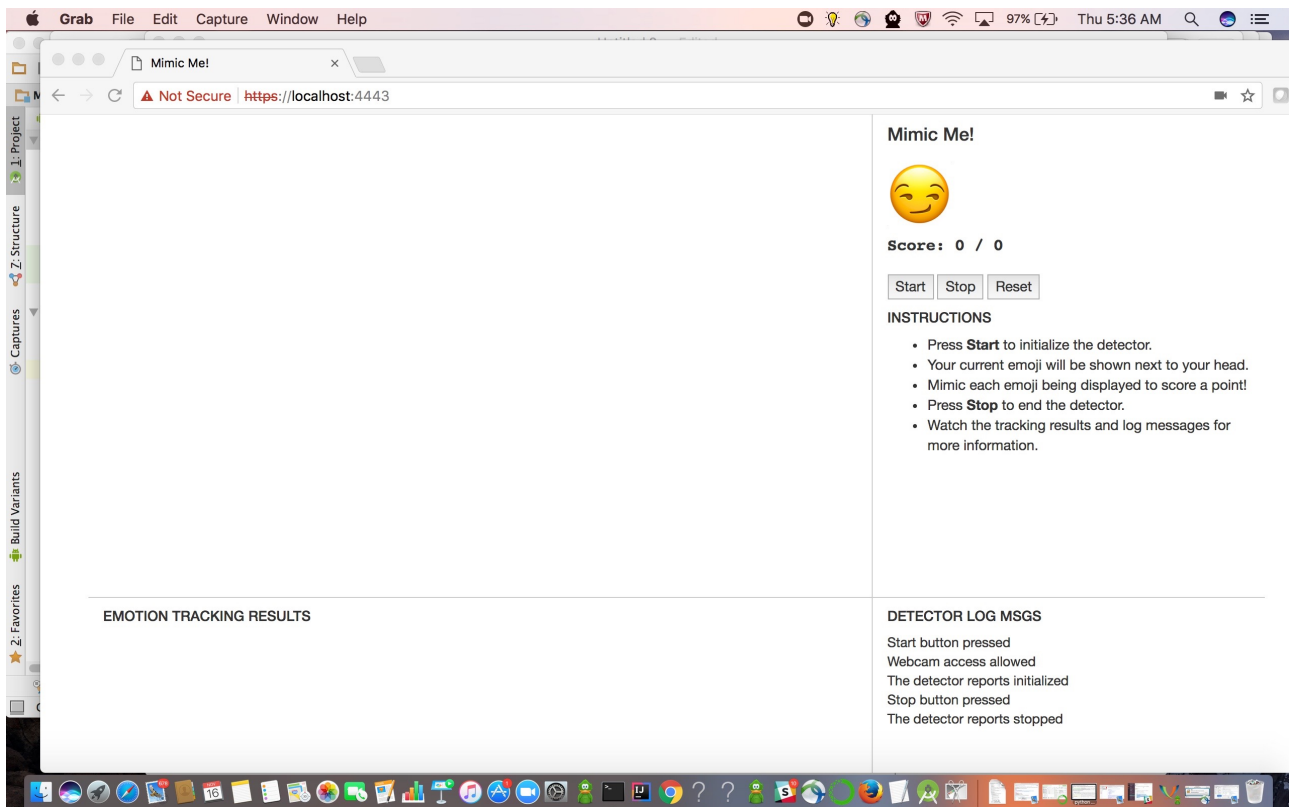 Grab File Edit Capture Window Help 97% Thu 5:36 AM
Mimic Me!
Not Secure https://localhost:4443
1: Project
Z: Structure
Captures
Build Variants
2: Favorites
Mimic Me!
Score: 0 / 0
Start Stop Reset
INSTRUCTIONS
• Press Start to initialize the detector.
• Your current emoji will be shown next to your head.
• Mimic each emoji being displayed to score a point!
• Press Stop to end the detector.
• Watch the tracking results and log messages for
more information.
EMOTION TRACKING RESULTS
DETECTOR LOG MSGS
Start button pressed
Webcam access allowed
The detector reports initialized
Stop button pressed
The detector reports stopped
16